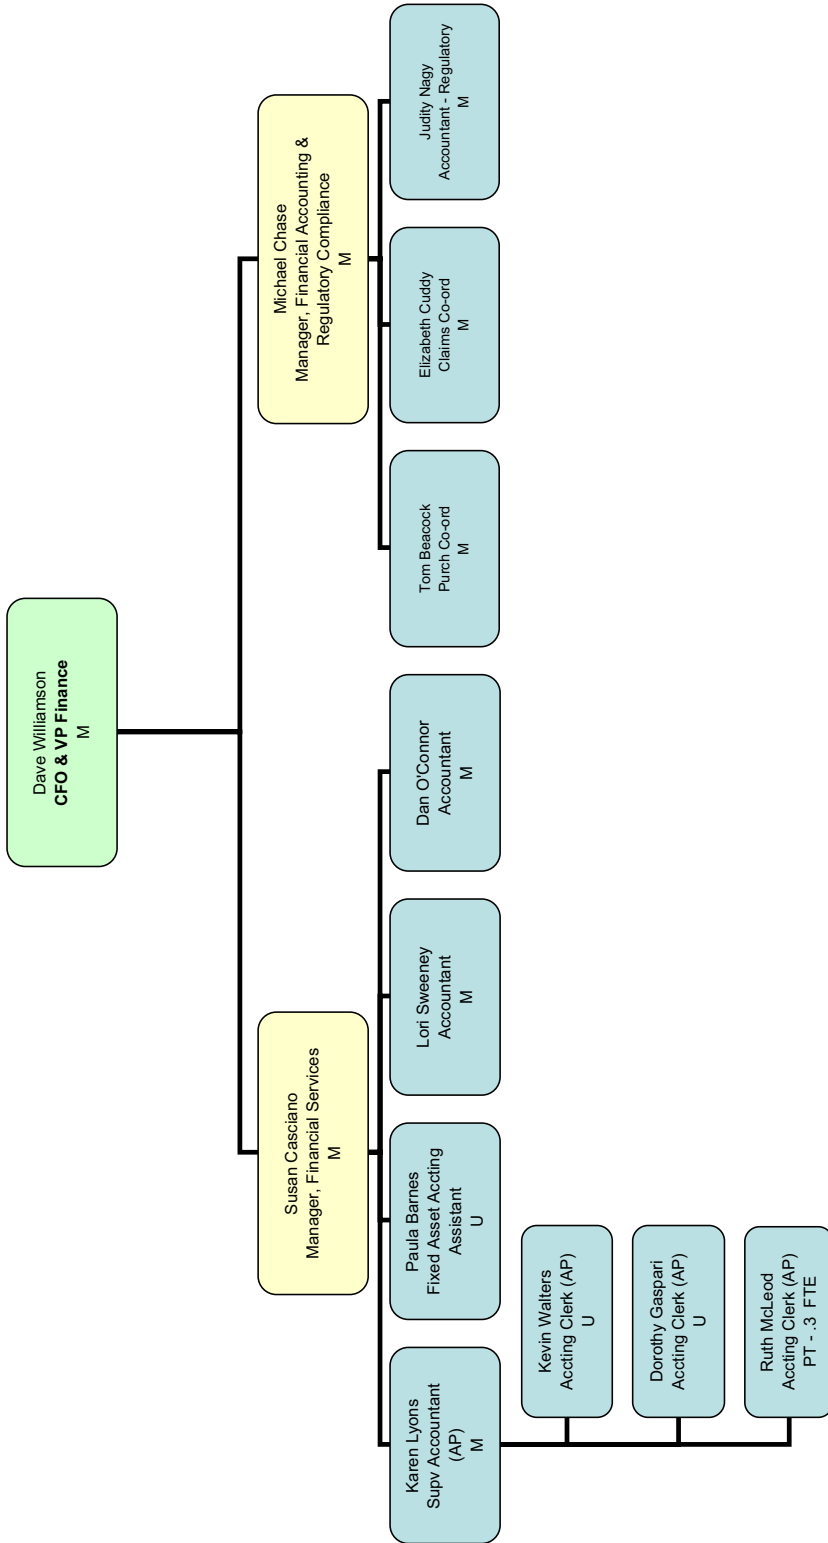 Dave Williamson
CFO & VP Finance
M
Susan Casciano
Manager, Financial Services
M
Michael Chase
Manager, Financial Accounting &
Regulatory Compliance
M
Karen Lyons
Supv Accountant
(AP)
M
Paula Barnes
Fixed Asset Accting
Assistant
U
Lori Sweeney
Accountant
M
Dan O'Connor
Accountant
M
Tom Beacock
Purch Co-ord
M
Elizabeth Cuddy
Claims Co-ord
M
Judity Nagy
Accountant - Regulatory
M
Kevin Walters
Accting Clerk (AP)
U
Dorothy Gaspari
Accting Clerk (AP)
U
Ruth McLeod
Accting Clerk (AP)
PT - .3 FTE